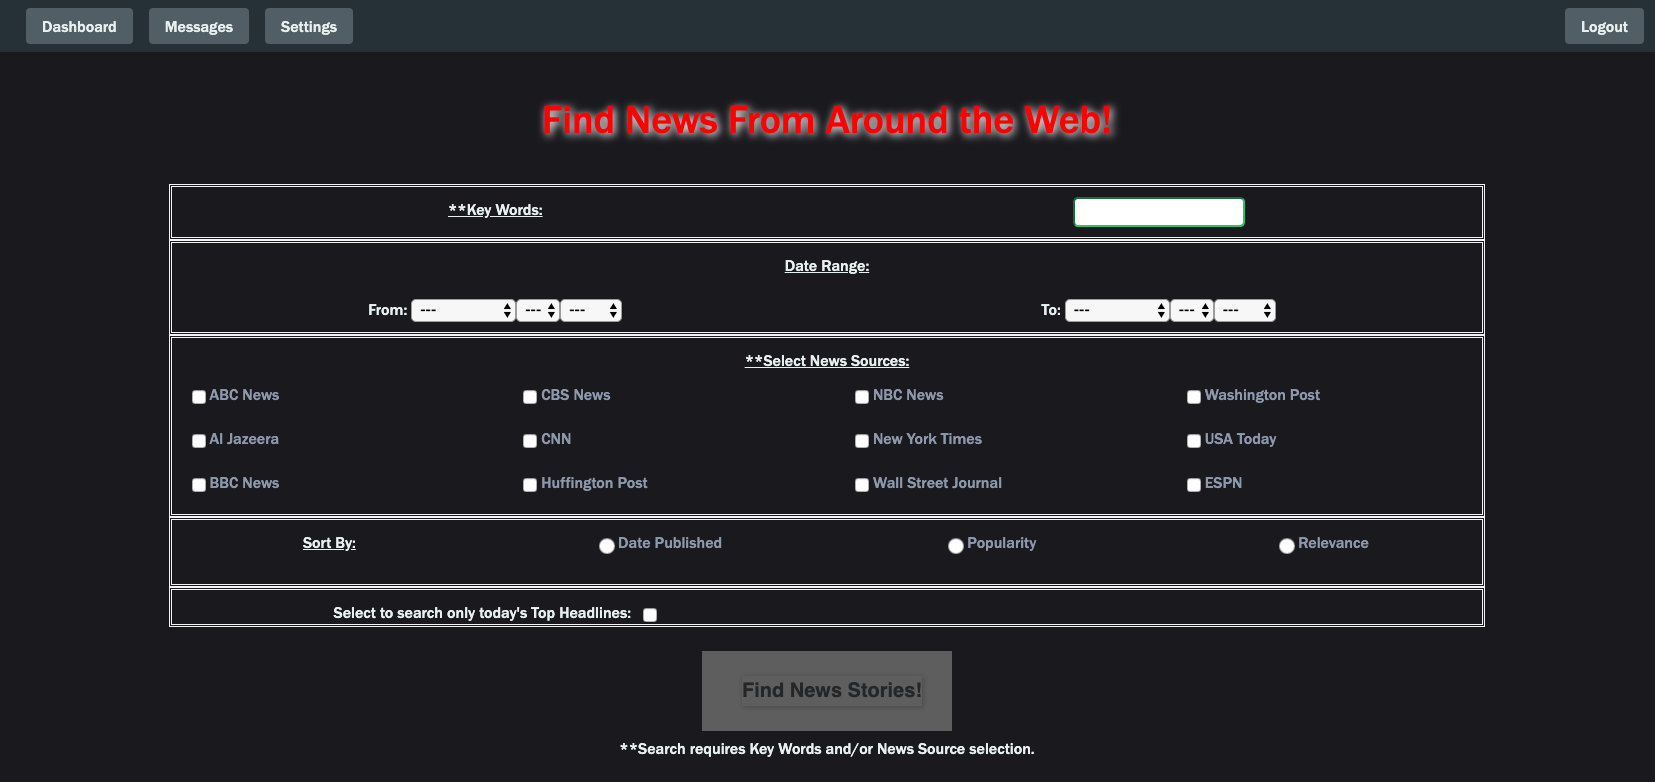 Dashboard Messages Settings Logout
Find News From Around the Web!
**Key Words:
Date Range:
From: --- --- --- To: --- --- ---
**Select News Sources:
ABC News CBS News NBC News Washington Post
Al Jazeera CNN New York Times USA Today
BBC News Huffington Post Wall Street Journal ESPN
Sort By: Date Published Popularity Relevance
Select to search only today's Top Headlines:
Find News Stories!
**Search requires Key Words and/or News Source selection.